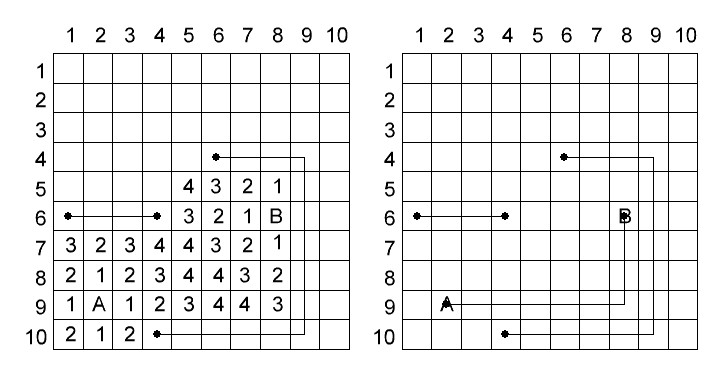 1 2 3 4 5 6 7 8 9 10
1
2
3
4
5 4 3 2 1
6 3 2 1 B
7 3 2 3 4 4 3 2 1
8 2 1 2 3 4 4 3 2
9 1 A 1 2 3 4 4 3
10 2 1 2
1 2 3 4 5 6 7 8 9 10
1
2
3
4
5
6 B
7
8
9 A
10